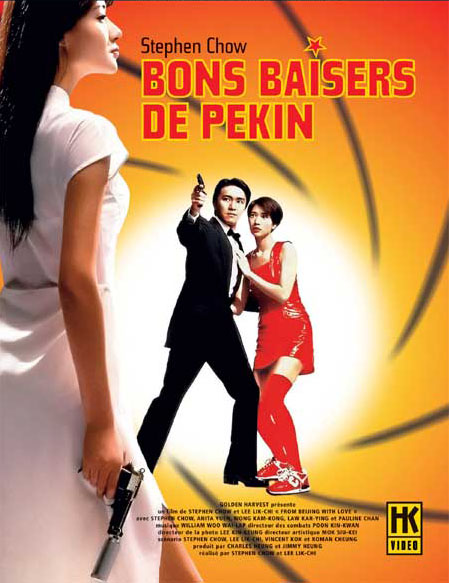 Stephen Chow
BONS BAISERS
DE PEKIN
GOLDEN HARVEST présente
un film de STEPHEN CHOW et LEE LIK-CHI « FROM BEIJING WITH LOVE »
avec STEPHEN CHOW, ANITA YUEN, WONG KAM-KONG, LAW KAR-YING et PAULINE CHAN
musique WILLIAM WOO WAI-LAP directeur des combats POON KIN-KWAN
directeur de la photo LEE KIN-KEUNG directeur artistique MOK SIU-KEI
scénario STEPHEN CHOW, LEE LIK-CHI, VINCENT KOK et ROMAN CHEUNG
produit par CHARLES HEUNG et JIMMY HEUNG
réalisé par STEPHEN CHOW et LEE LIK-CHI
HK
VIDEO